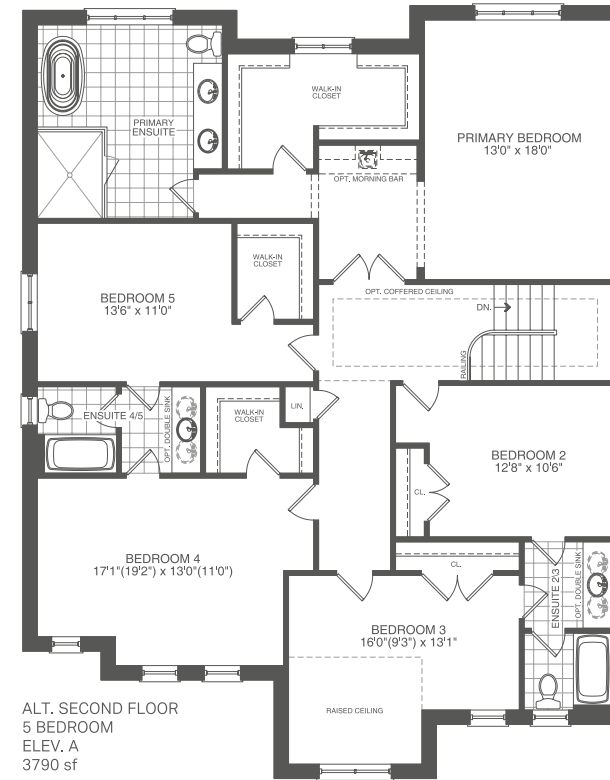 WALK-IN
CLOSET
PRIMARY
ENSUITE
PRIMARY BEDROOM
13'0" x 18'0"
OPT. MORNING BAR
WALK-IN
CLOSET
BEDROOM 5
13'6" x 11'0"
OPT. COFFERED CEILING
DN.
RAILING
ENSUITE 4/5
OPT. DOUBLE SINK
WALK-IN
CLOSET
LIN.
BEDROOM 2
12'8" x 10'6"
CL.
BEDROOM 4
17'1"(19'2") x 13'0"(11'0")
CL.
ENSUITE 2\3
OPT. DOUBLE SINK
BEDROOM 3
16'0"(9'3") x 13'1"
RAISED CEILING
ALT. SECOND FLOOR
5 BEDROOM
ELEV. A
3790 sf